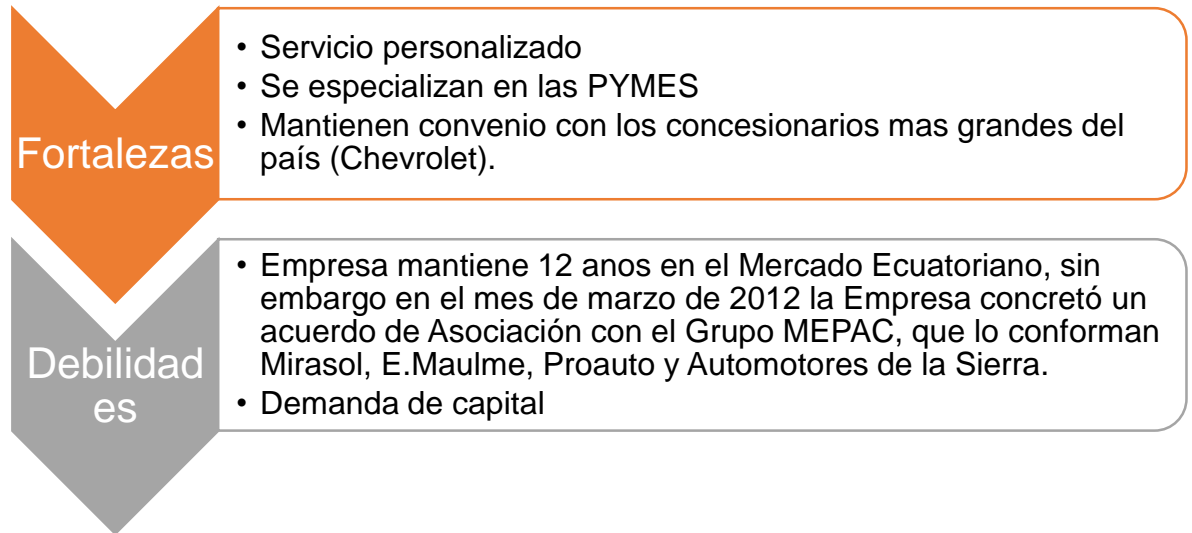 Fortalezas
• Servicio personalizado
• Se especializan en las PYMES
• Mantienen convenio con los concesionarios mas grandes del
país (Chevrolet).
Debilidad
es
• Empresa mantiene 12 anos en el Mercado Ecuatoriano, sin
embargo en el mes de marzo de 2012 la Empresa concretó un
acuerdo de Asociación con el Grupo MEPAC, que lo conforman
Mirasol, E.Maulme, Proauto y Automotores de la Sierra.
• Demanda de capital